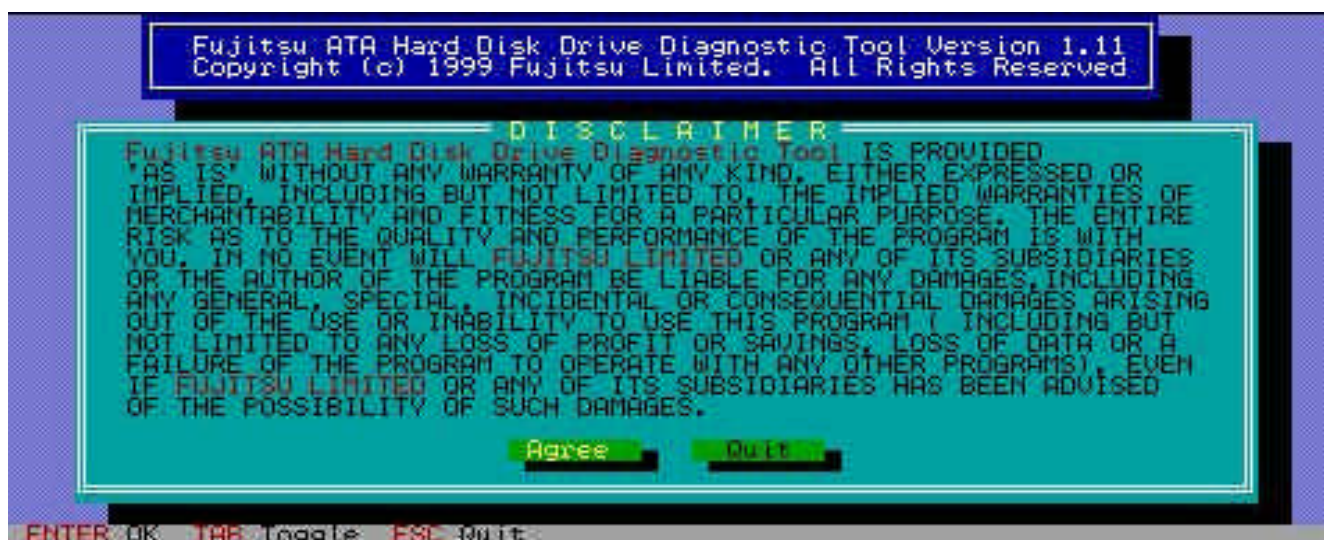 Fujitsu ATA Hard Disk Drive Diagnostic Tool Version 1.11
Copyright (c) 1999 Fujitsu Limited.  All Rights Reserved
D I S C L A I M E R
Fujitsu ATA Hard Disk Drive Diagnostic Tool IS PROVIDED
'AS IS' WITHOUT ANY WARRANTY OF ANY KIND, EITHER EXPRESSED OR
IMPLIED, INCLUDING BUT NOT LIMITED TO, THE IMPLIED WARRANTIES OF
MERCHANTABILITY AND FITNESS FOR A PARTICULAR PURPOSE. THE ENTIRE
RISK AS TO THE QUALITY AND PERFORMANCE OF THE PROGRAM IS WITH
YOU. IN NO EVENT WILL FUJITSU LIMITED OR ANY OF ITS SUBSIDIARIES
OR THE AUTHOR OF THE PROGRAM BE LIABLE FOR ANY DAMAGES,INCLUDING
ANY GENERAL, SPECIAL, INCIDENTAL OR CONSEQUENTIAL DAMAGES ARISING
OUT OF THE USE OR INABILITY TO USE THIS PROGRAM ( INCLUDING BUT
NOT LIMITED TO ANY LOSS OF PROFIT OR SAVINGS, LOSS OF DATA OR A
FAILURE OF THE PROGRAM TO OPERATE WITH ANY OTHER PROGRAMS), EVEN
IF FUJITSU LIMITED OR ANY OF ITS SUBSIDIARIES HAS BEEN ADVISED
OF THE POSSIBILITY OF SUCH DAMAGES.
Agree Quit
ENTER OK TAB Toggle ESC Quit